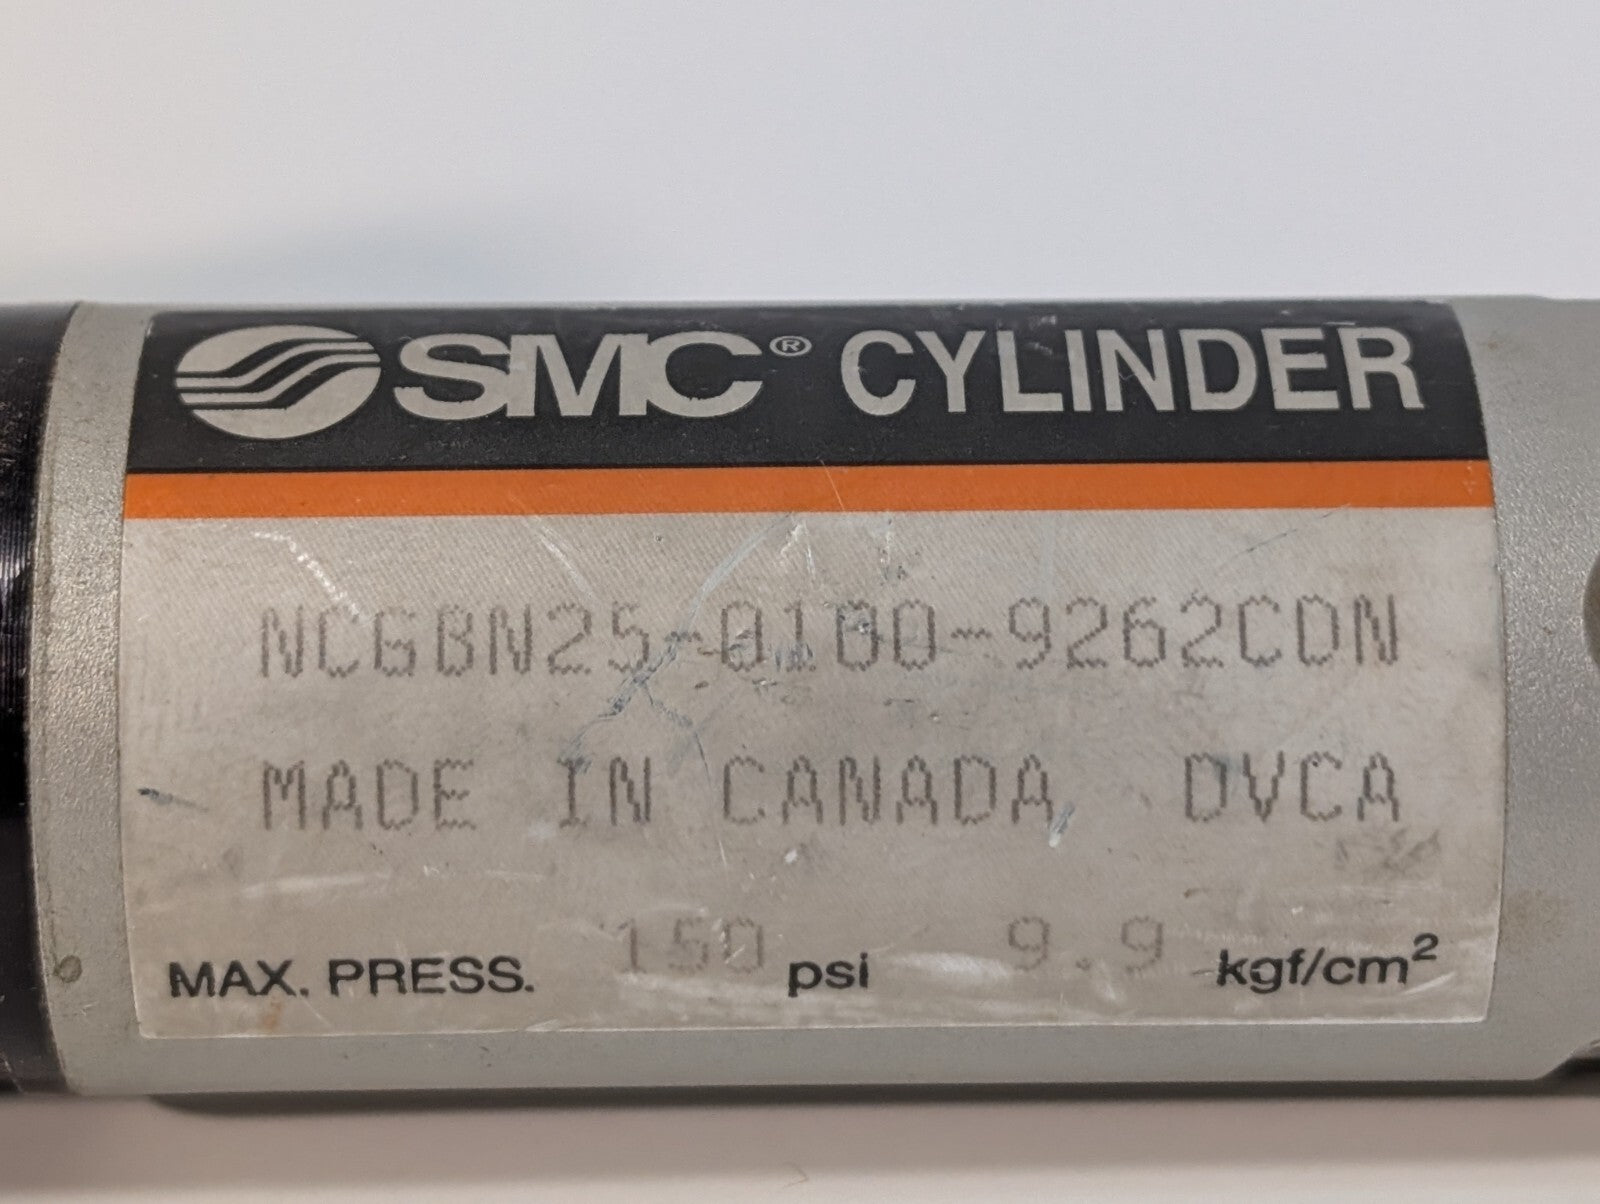 SMC® CYLINDER
NCGBN25-0100-9262CDN
MADE IN CANADA DVCA
MAX. PRESS. 150 psi 9.9 kgf/cm²